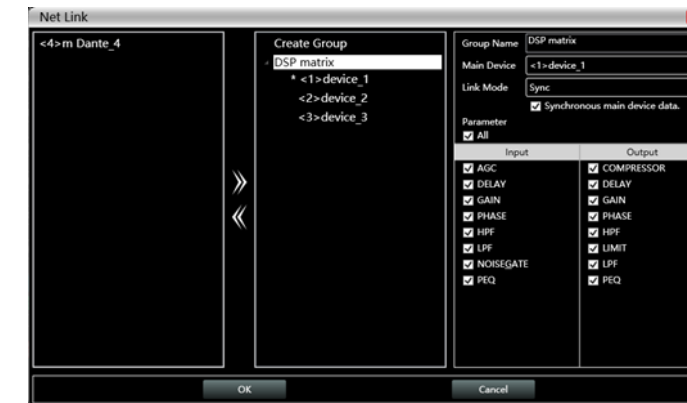 Net Link
<4>m Dante_4
Create Group
DSP matrix
* <1>device_1
<2>device_2
<3>device_3
Group Name DSP matrix
Main Device <1>device_1
Link Mode Sync
Synchronous main device data.
Parameter
All
Input Output
AGC COMPRESSOR
DELAY DELAY
GAIN GAIN
PHASE PHASE
HPF HPF
LPF LIMIT
NOISEGATE LPF
PEQ PEQ
OK Cancel